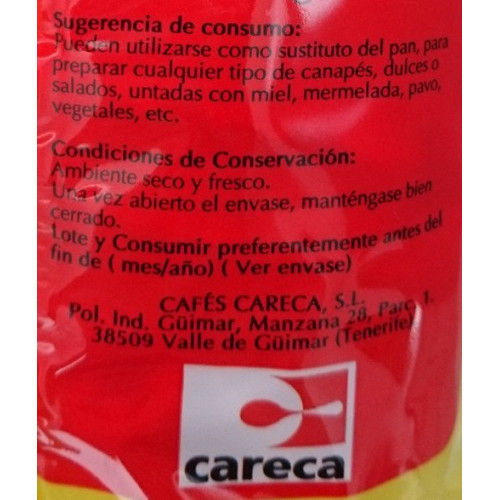 Sugerencia de consumo:
Pueden utilizarse como sustituto del pan, para
preparar cualquier tipo de canapés, dulces o
salados, untadas con miel, mermelada, pavo,
vegetales, etc.
Condiciones de Conservación:
Ambiente seco y fresco.
Una vez abierto el envase, manténgase bien
cerrado.
Lote y Consumir preferentemente antes del
fin de ( mes/año) ( Ver envase)
CAFÉS CARECA, S.L.
Pol. Ind. Güimar, Manzana 28, Parc. 1.
38509 Valle de Güimar (Tenerife)
careca